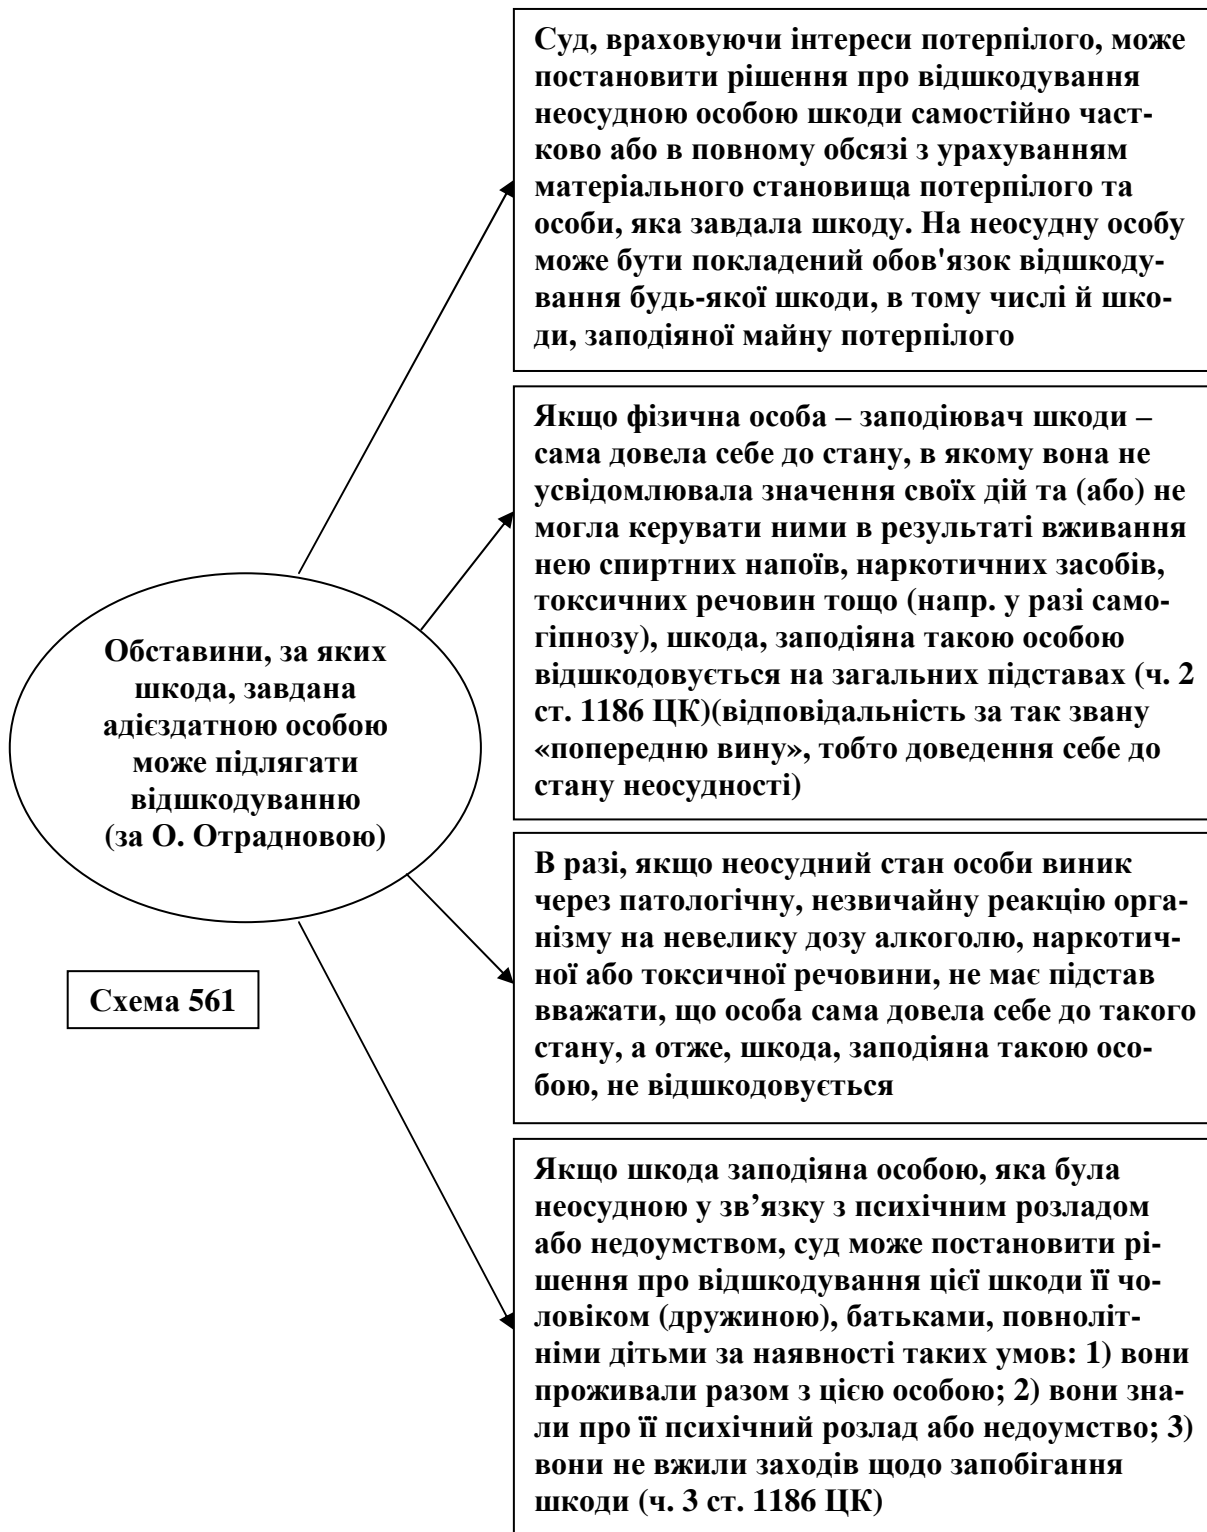 Суд, враховуючи інтереси потерпілого, може
постановити рішення про відшкодування
неосудною особою шкоди самостійно част-
ково або в повному обсязі з урахуванням
матеріального становища потерпілого та
особи, яка завдала шкоду. На неосудну особу
може бути покладений обов'язок відшкоду-
вання будь-якої шкоди, в тому числі й шко-
ди, заподіяної майну потерпілого
Якщо фізична особа – заподіювач шкоди –
сама довела себе до стану, в якому вона не
усвідомлювала значення своїх дій та (або) не
могла керувати ними в результаті вживання
нею спиртних напоїв, наркотичних засобів,
токсичних речовин тощо (напр. у разі само-
гіпнозу), шкода, заподіяна такою особою
відшкодовується на загальних підставах (ч. 2
ст. 1186 ЦК)(відповідальність за так звану
«попередню вину», тобто доведення себе до
стану неосудності)
Обставини, за яких
шкода, завдана
адієздатною особою
може підлягати
відшкодуванню
(за О. Отрадновою)
В разі, якщо неосудний стан особи виник
через патологічну, незвичайну реакцію орга-
нізму на невелику дозу алкоголю, наркотич-
ної або токсичної речовини, не має підстав
вважати, що особа сама довела себе до такого
стану, а отже, шкода, заподіяна такою осо-
бою, не відшкодовується
Схема 561
Якщо шкода заподіяна особою, яка була
неосудною у зв’язку з психічним розладом
або недоумством, суд може постановити рі-
шення про відшкодування цієї шкоди її чо-
ловіком (дружиною), батьками, повноліт-
німи дітьми за наявності таких умов: 1) вони
проживали разом з цією особою; 2) вони зна-
ли про її психічний розлад або недоумство; 3)
вони не вжили заходів щодо запобігання
шкоди (ч. 3 ст. 1186 ЦК)